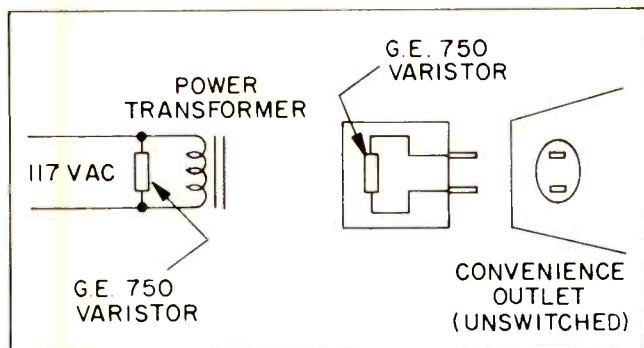 POWER
TRANSFORMER
117 VAC
G.E. 750
VARISTOR
G.E. 750
VARISTOR
CONVENIENCE
OUTLET
(UNSWITCHED)